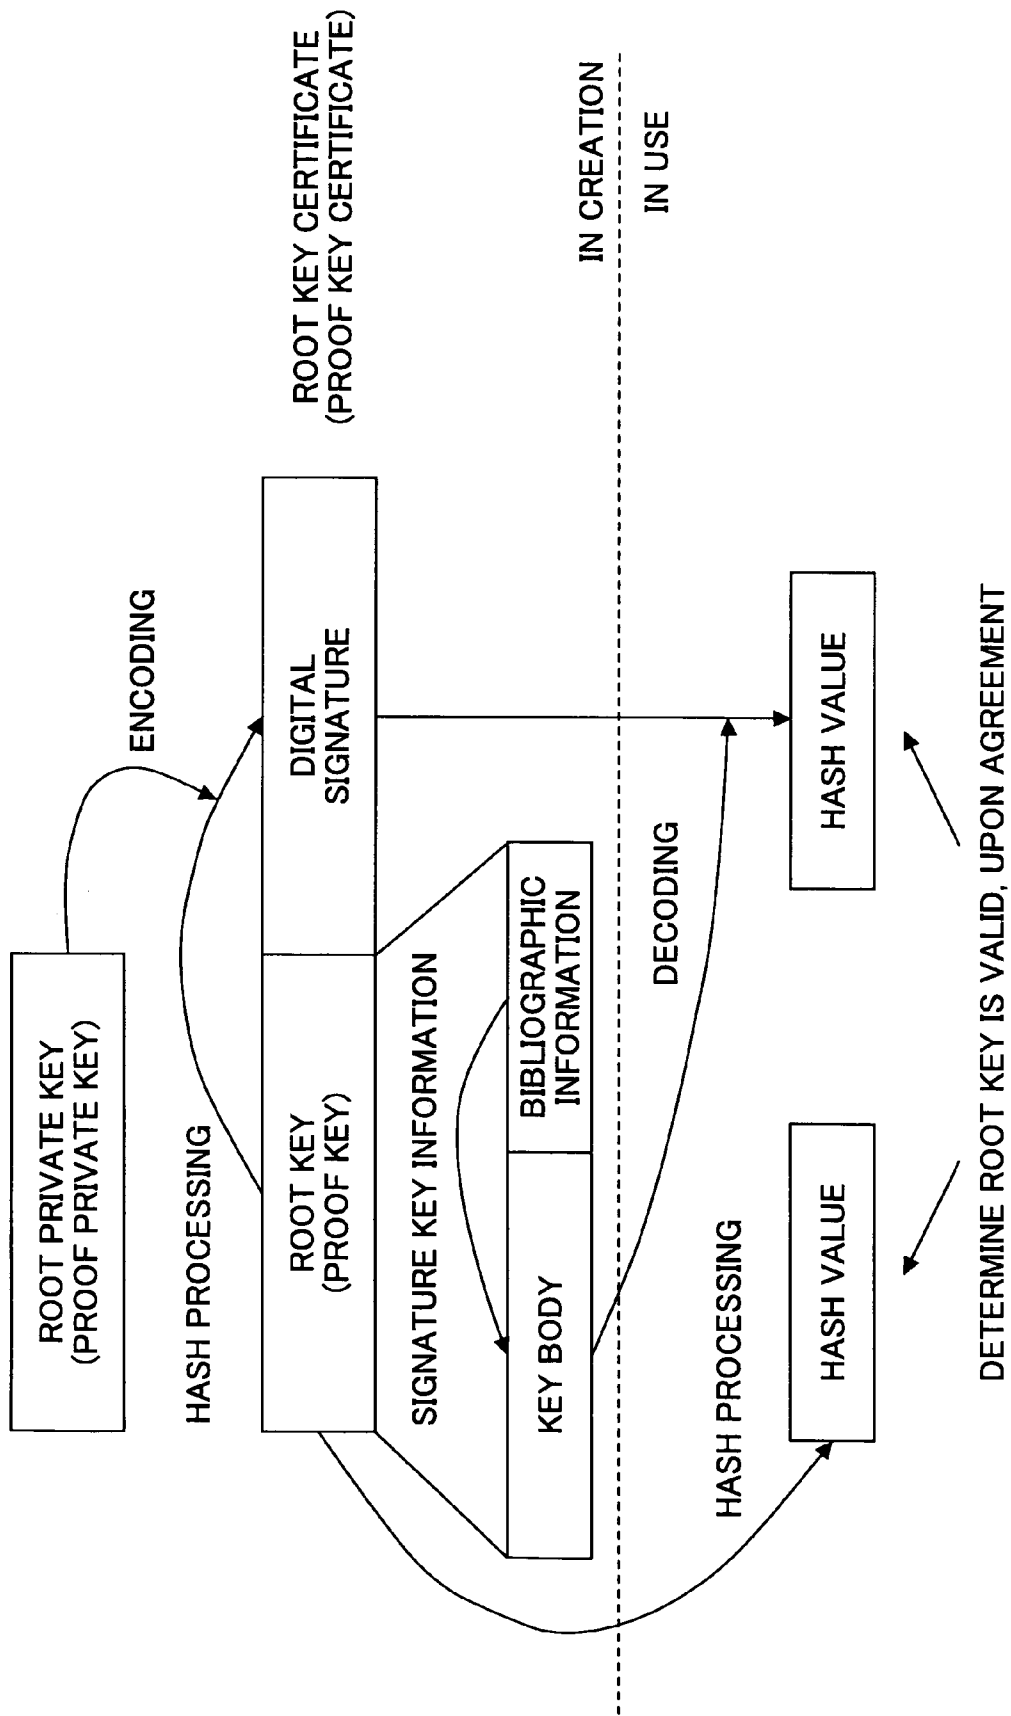 ROOT PRIVATE KEY
(PROOF PRIVATE KEY)
ENCODING
HASH PROCESSING
ROOT KEY
(PROOF KEY)
DIGITAL
SIGNATURE
ROOT KEY CERTIFICATE
(PROOF KEY CERTIFICATE)
SIGNATURE KEY INFORMATION
KEY BODY
BIBLIOGRAPHIC
INFORMATION
IN CREATION
IN USE
DECODING
HASH PROCESSING
HASH VALUE
HASH VALUE
DETERMINE ROOT KEY IS VALID, UPON AGREEMENT